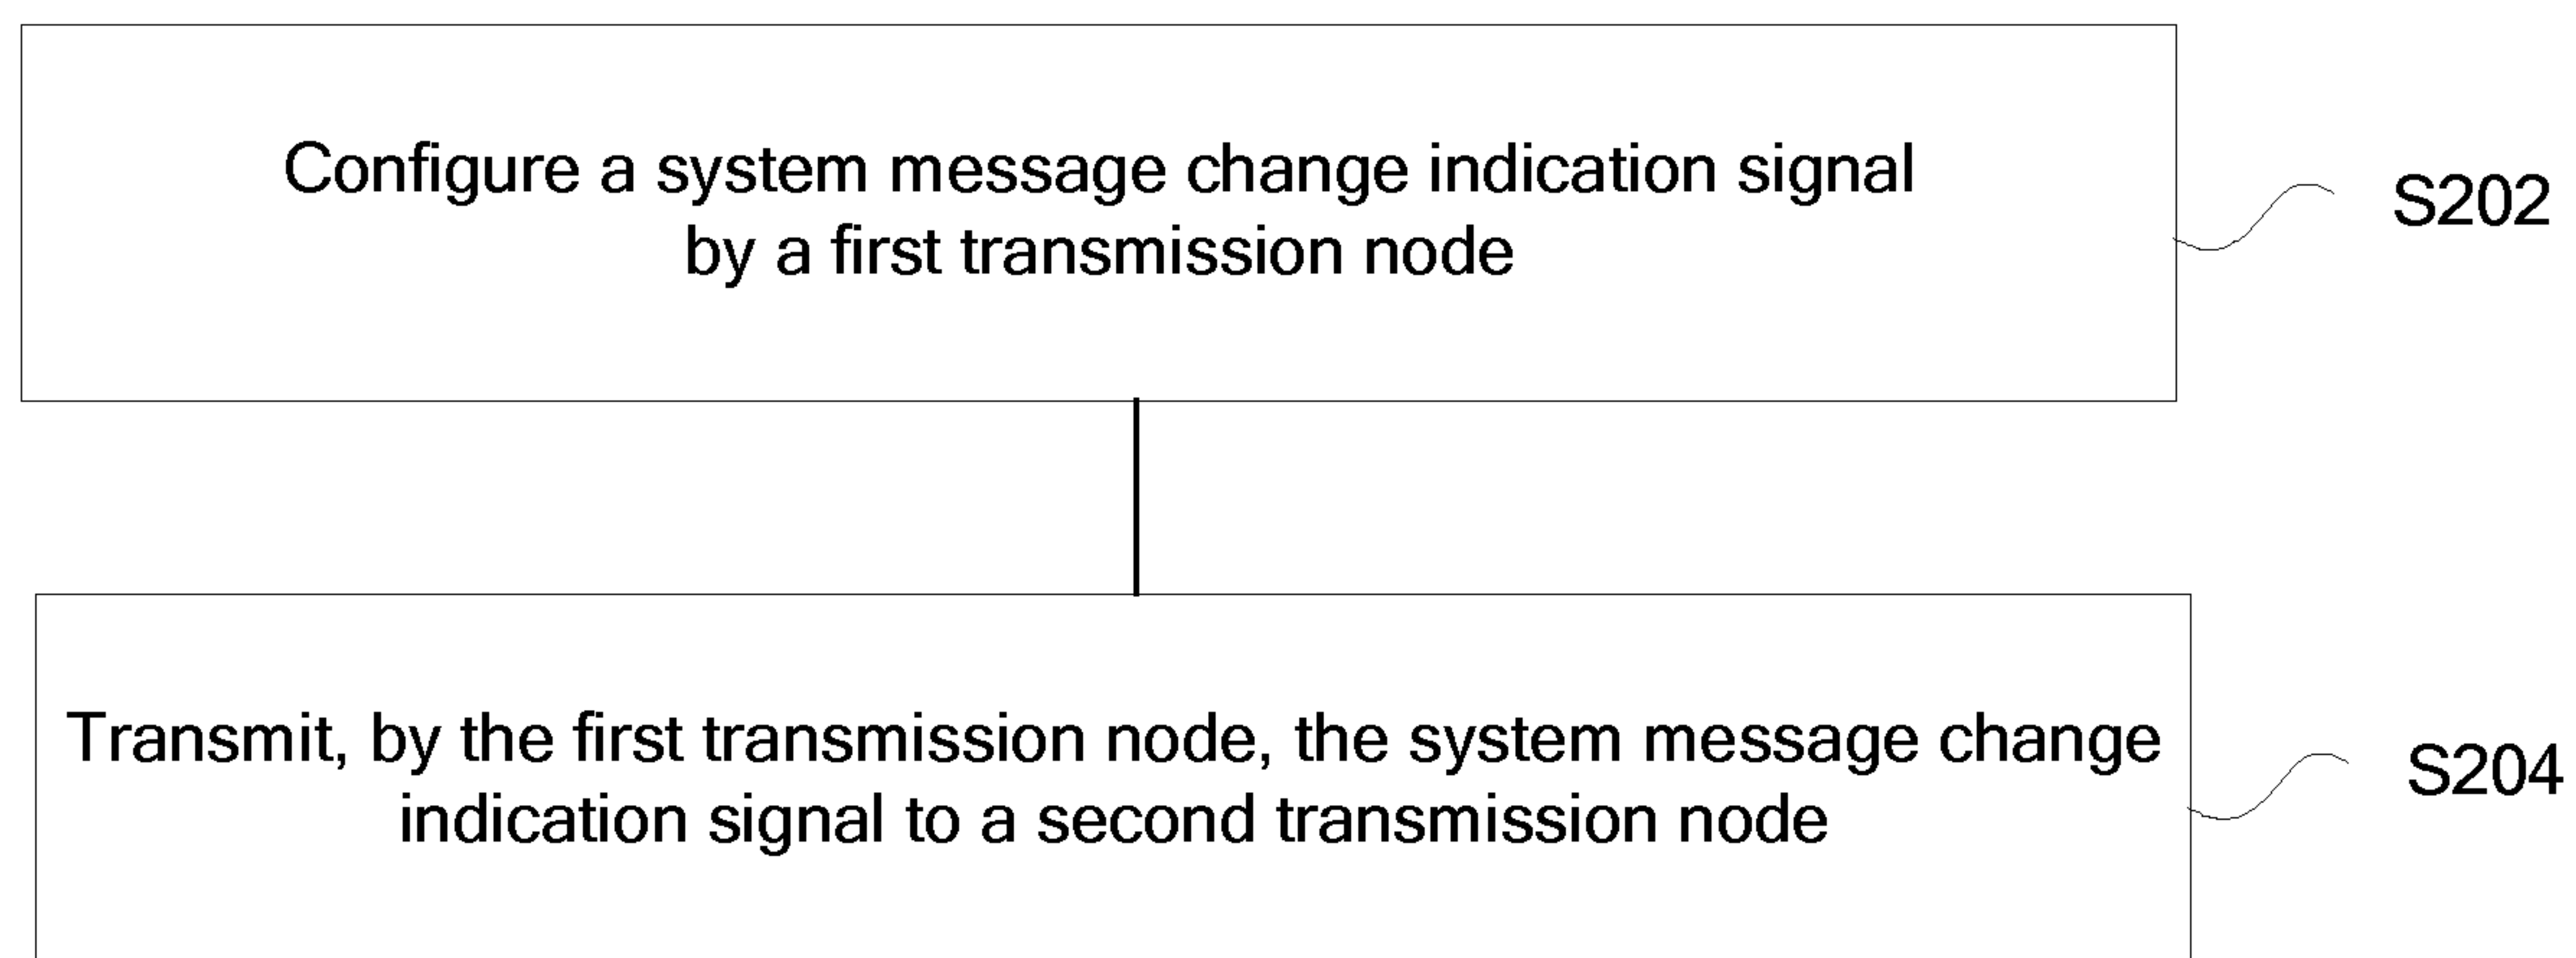 Configure a system message change indication signal
by a first transmission node
S202
Transmit, by the first transmission node, the system message change
indication signal to a second transmission node
S204